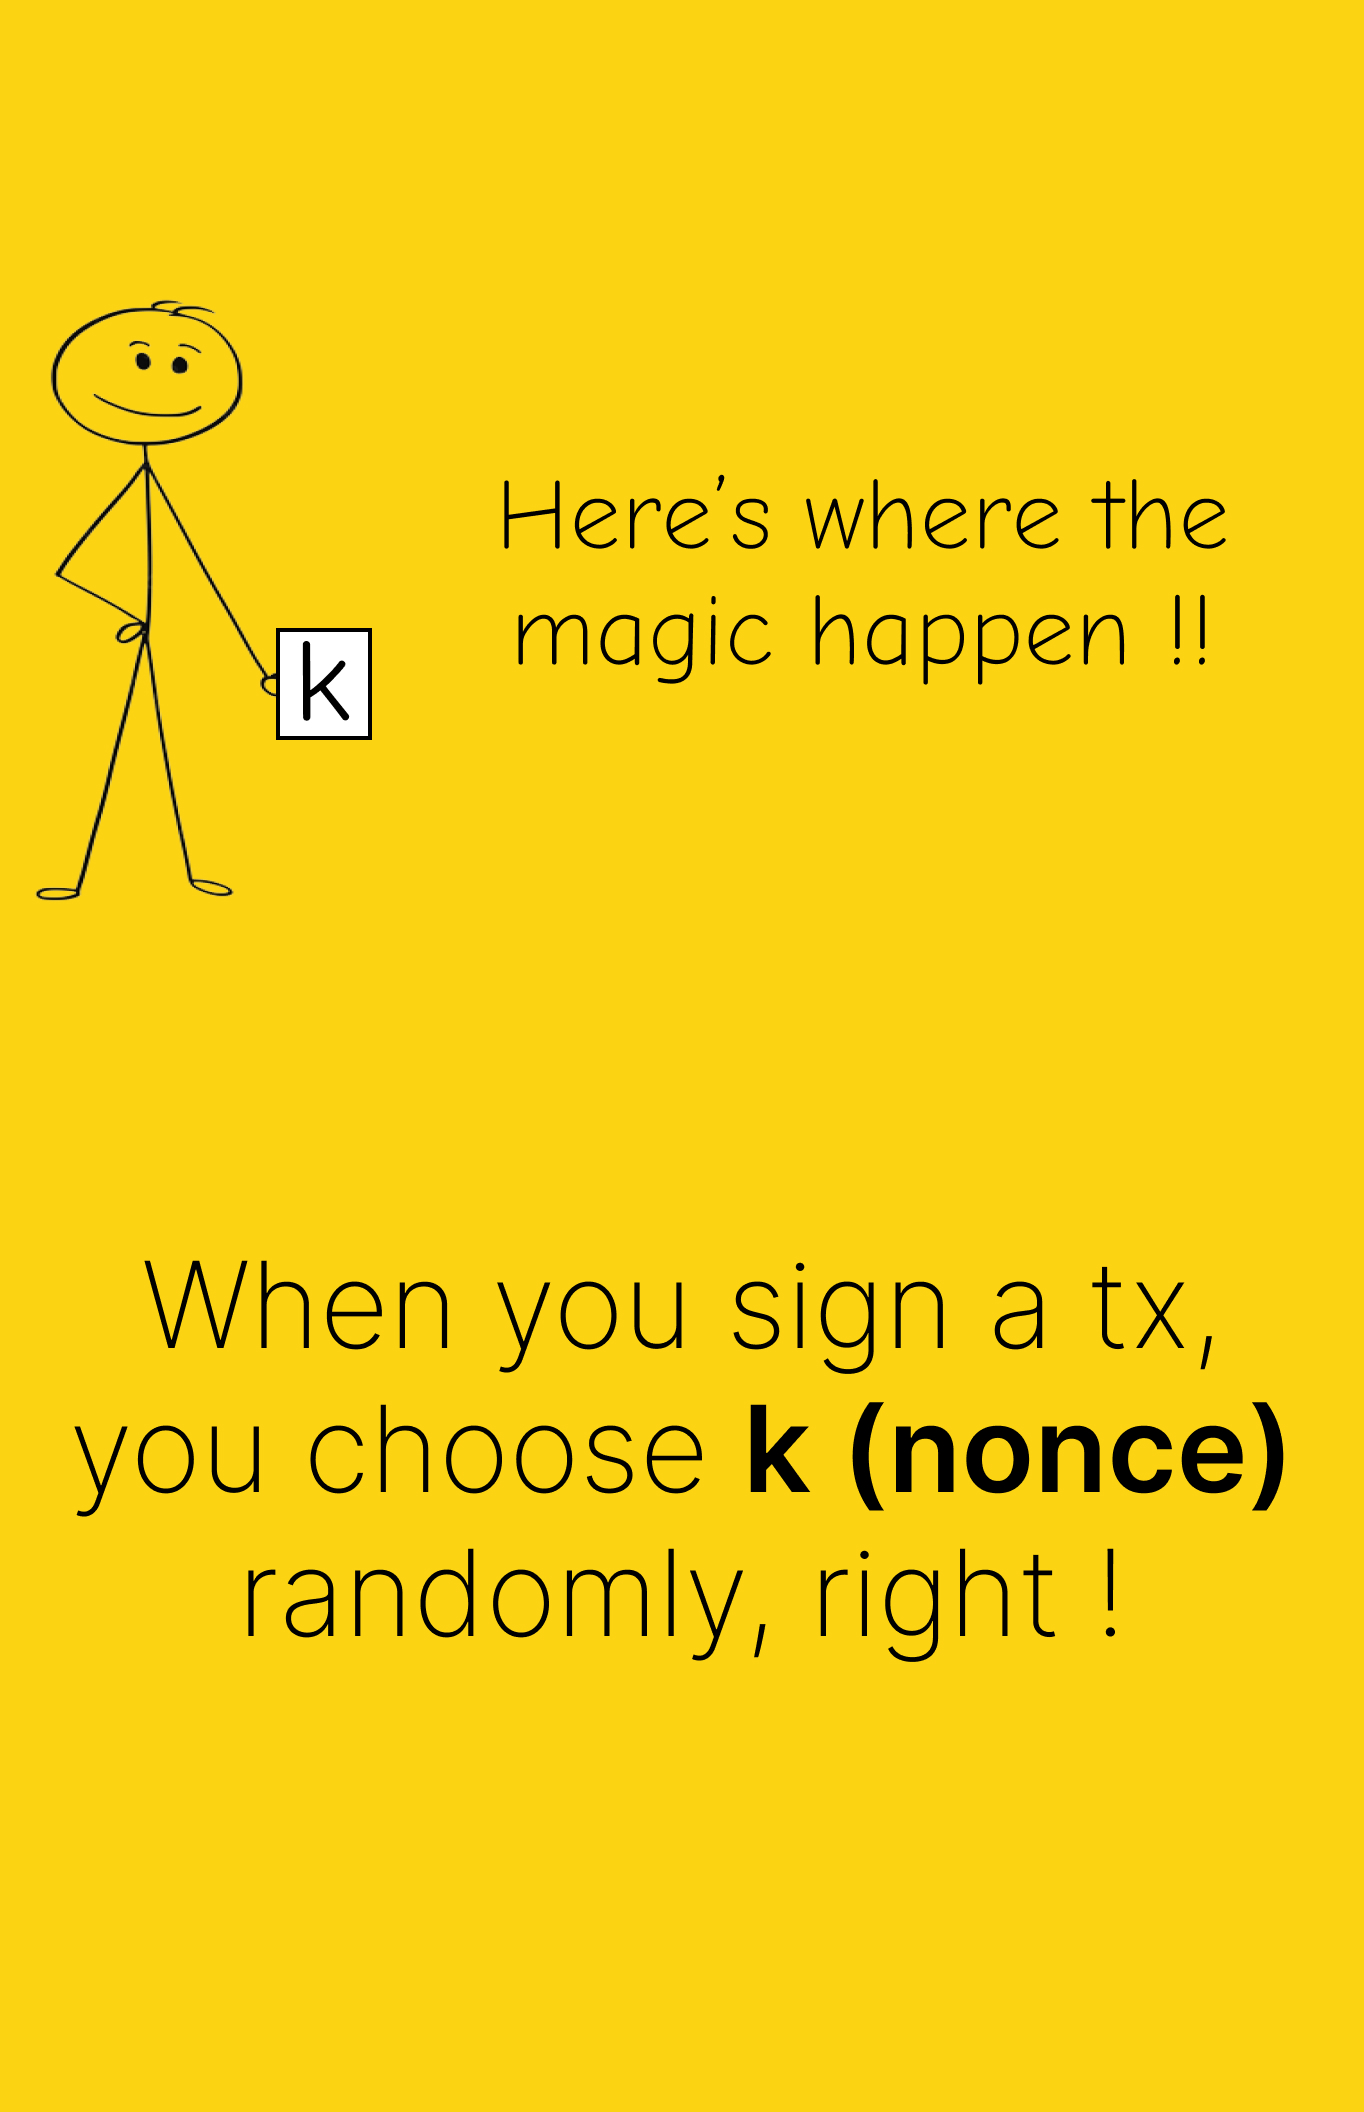 Here's where the
magic happen !!
k
When you sign a tx,
you choose k (nonce)
randomly, right !